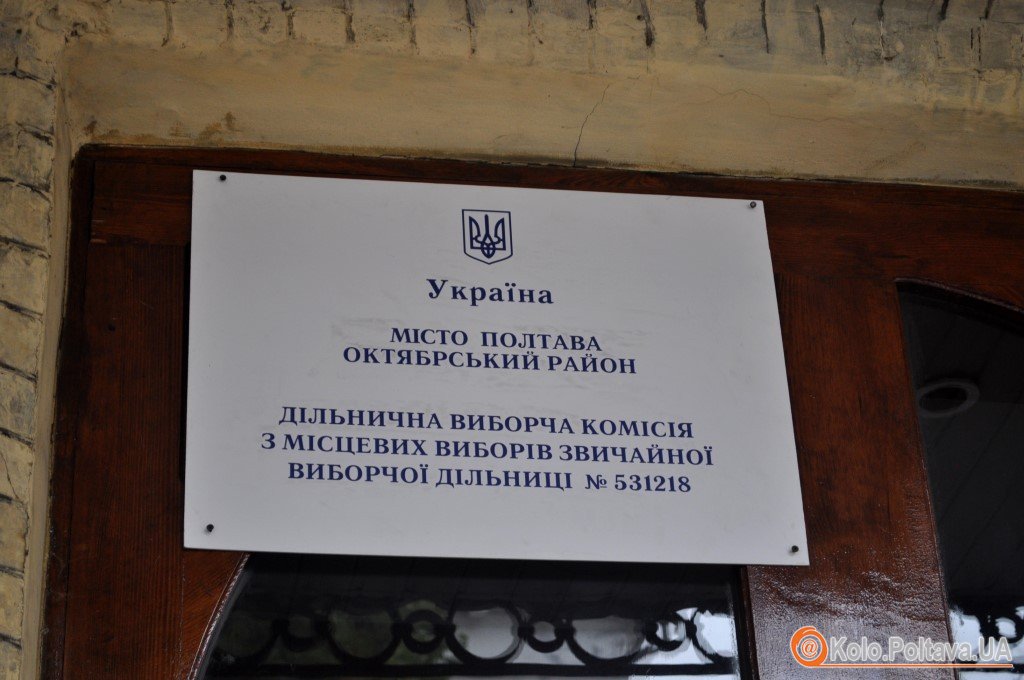 Україна
МІСТО ПОЛТАВА
ОКТЯБРСЬКИЙ РАЙОН
ДІЛЬНИЧНА ВИБОРЧА КОМІСІЯ
З МІСЦЕВИХ ВИБОРІВ ЗВИЧАЙНОЇ
ВИБОРЧОЇ ДІЛЬНИЦІ № 531218
@Kolo.Poltava.UA